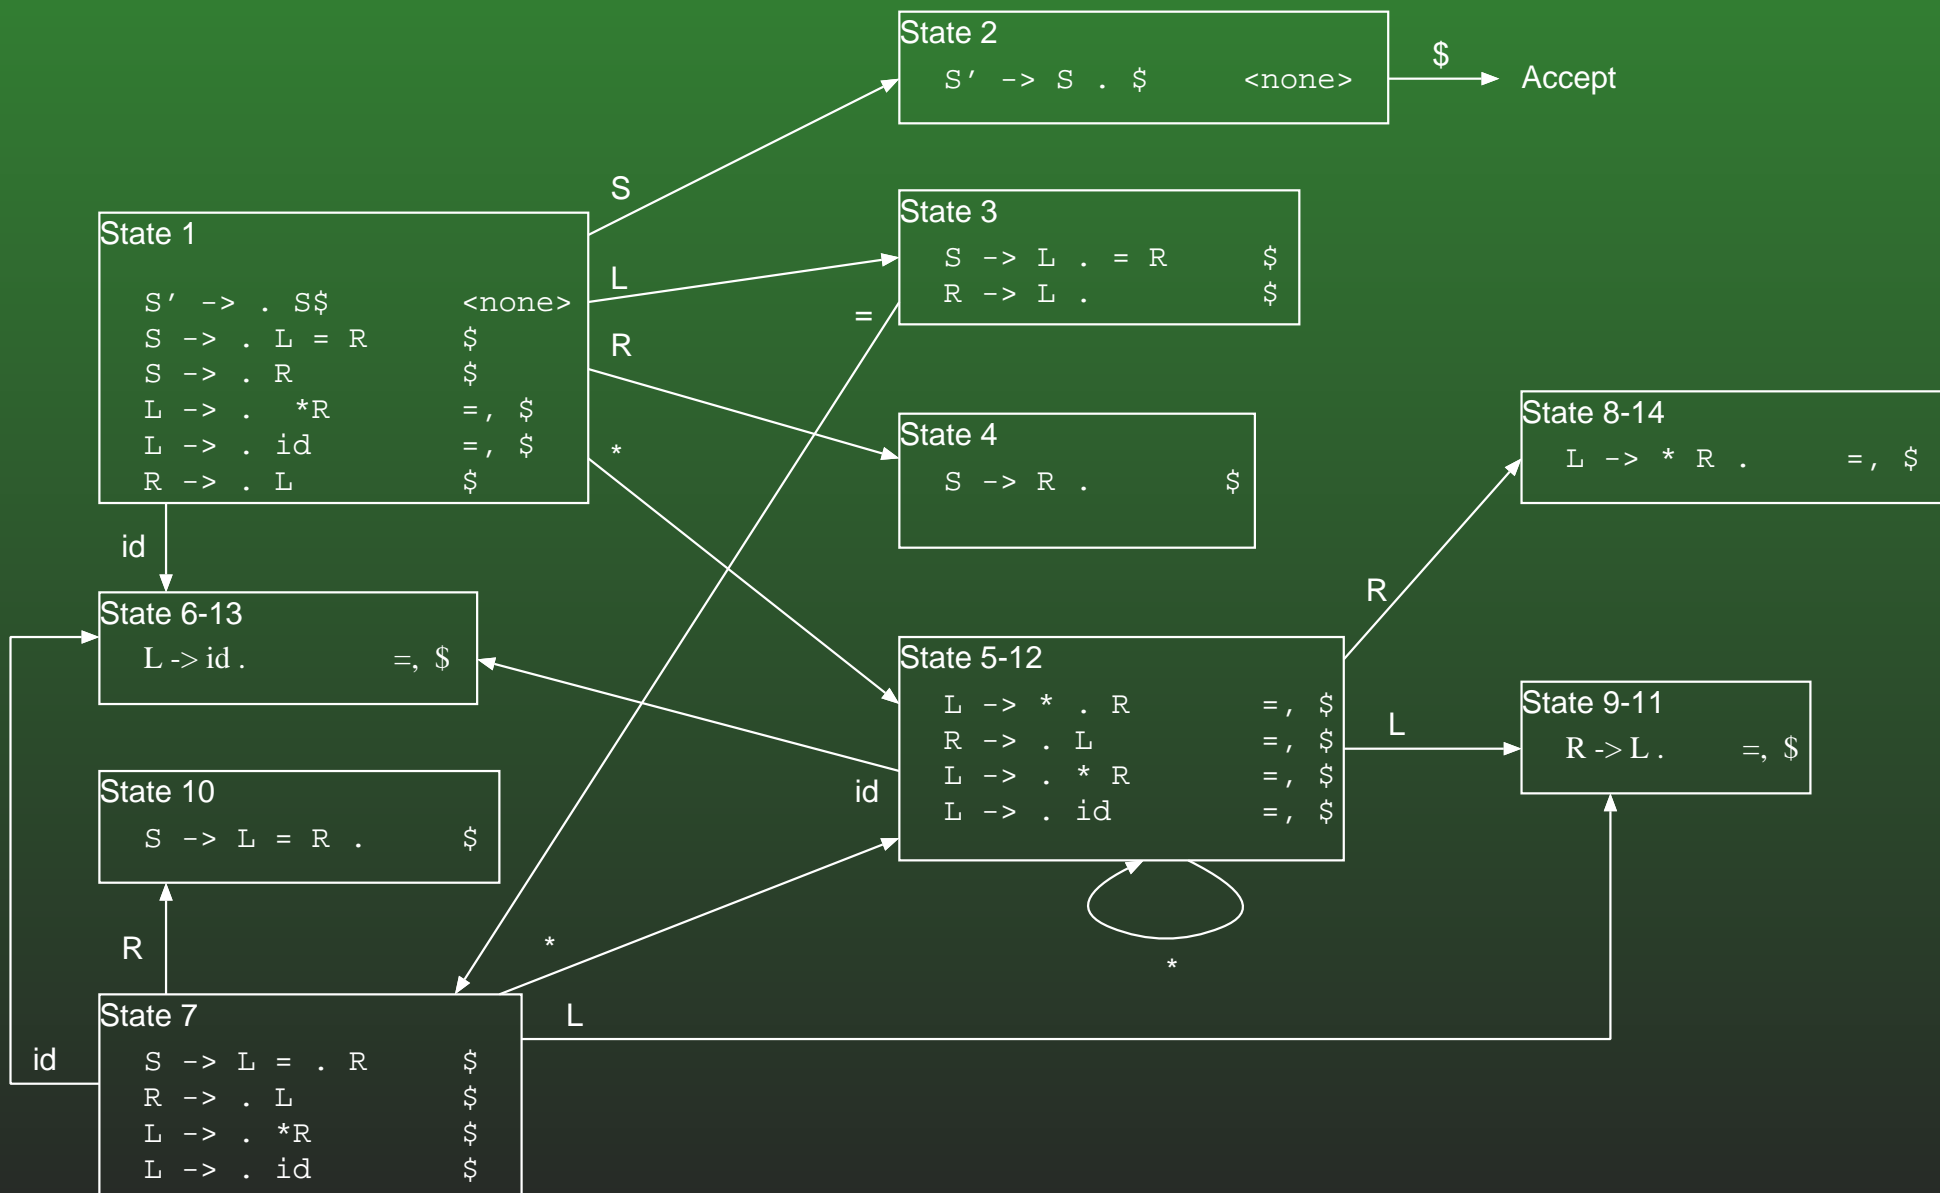 State 2
S' -> S . $ <none>
$
Accept
S
State 3
S -> L . = R $
R -> L . $
State 1
S' -> . S$ <none>
S -> . L = R $
S -> . R $
L -> . *R =, $
L -> . id =, $
R -> . L $
L
=
R
*
State 4
S -> R . $
State 8-14
L -> * R . =, $
id
R
State 6-13
L -> id . =, $
State 5-12
L -> * . R =, $
R -> . L =, $
L -> . * R =, $
L -> . id =, $
L
State 9-11
R -> L . =, $
id
State 10
S -> L = R . $
R
*
*
State 7
S -> L = . R $
R -> . L $
L -> . *R $
L -> . id $
L
id